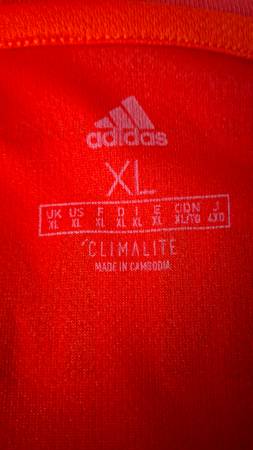 adidas
XL
UK US F D I E CDN J
XL XL XL XL XL XL XL/TG 4XO
CLIMALITE
MADE IN CAMBODIA